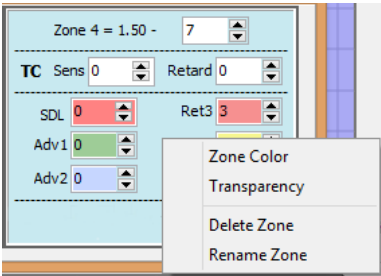 Zone 4 = 1.50 - 7
TC Sens 0 Retard 0
SDL 0 Ret3 3
Adv1 0
Adv2 0
Zone Color
Transparency
Delete Zone
Rename Zone